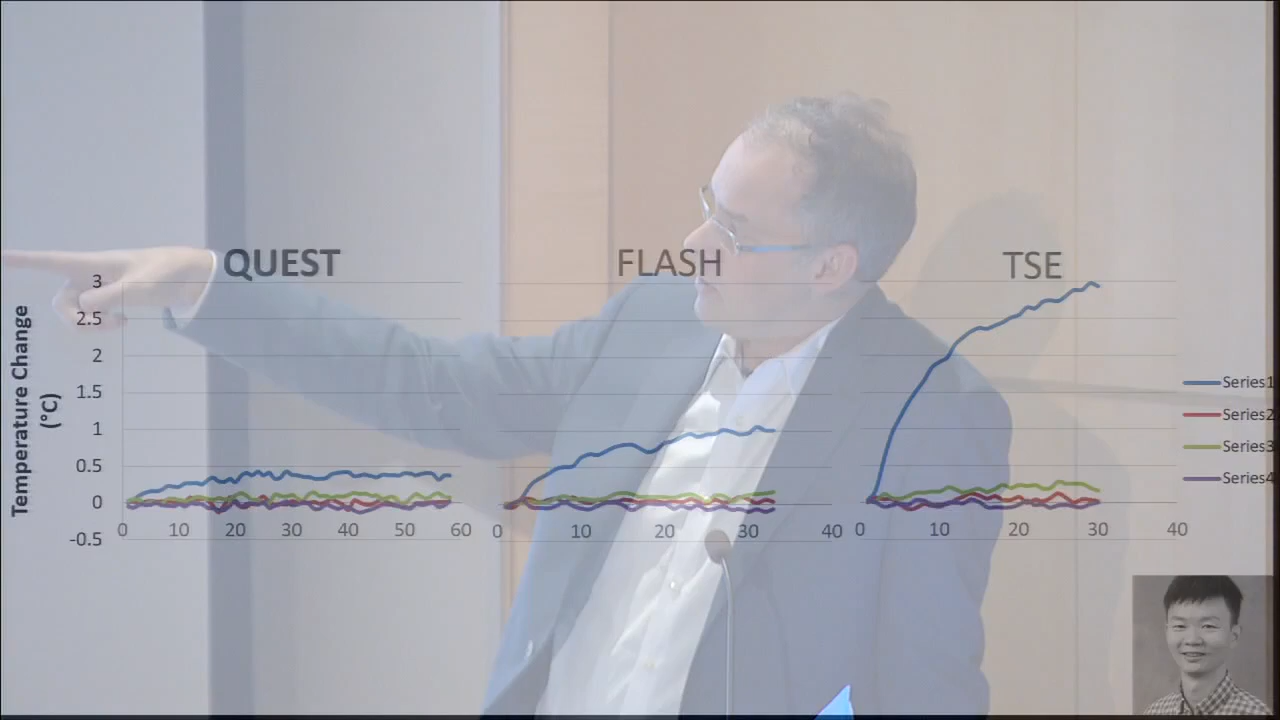 QUEST
FLASH
TSE
Temperature Change
(°C)
3
2.5
2
1.5
1
0.5
0
-0.5
0 10 20 30 40 50 60
0 10 20 30 40
0 10 20 30 40
Series1
Series2
Series3
Series4